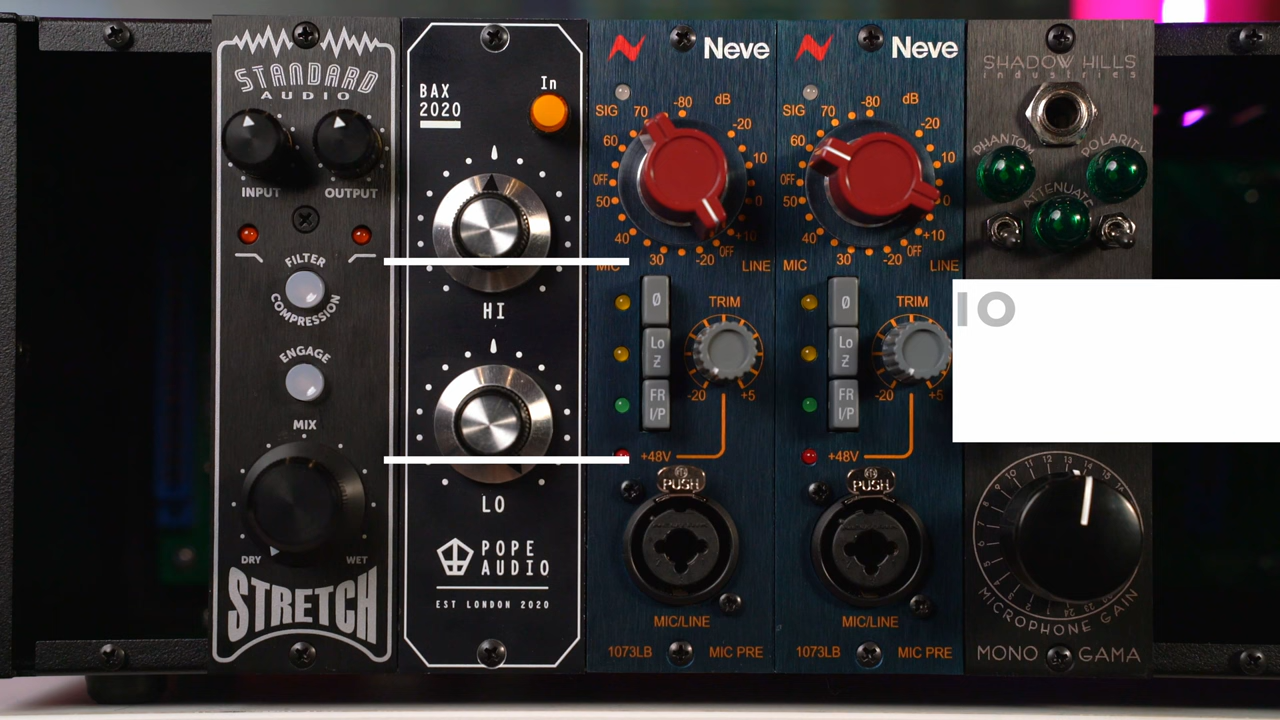 STANDARD
AUDIO
INPUT
OUTPUT
FILTER
COMPRESSION
ENGAGE
MIX
DRY
WET
STRETCH
BAX
2020
In
HI
LO
POPE
AUDIO
EST LONDON 2020
Neve
SIG
70
-80
dB
-20
60
10
OFF
0
50
+10
40
OFF
30
-20
MIC
LINE
Ø
TRIM
Lo
Z
FR
I/P
-20
+5
+48V
PUSH
MIC/LINE
1073LB
MIC PRE
Neve
SIG
70
-80
dB
-20
60
10
OFF
0
50
+10
40
OFF
30
-20
MIC
LINE
Ø
TRIM
Lo
Z
FR
I/P
-20
+5
+48V
PUSH
MIC/LINE
1073LB
MIC PRE
SHADOW HILLS
industries
PHANTOM
POLARITY
ATTENUATE
IO
MICROPHONE GAIN
MONO GAMA